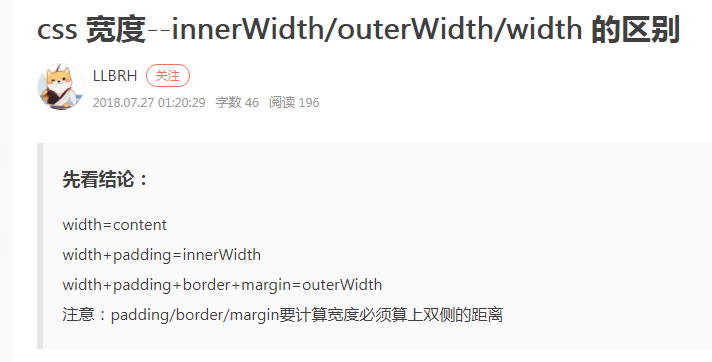 css 宽度--innerWidth/outerWidth/width 的区别
LLBRH 关注
2018.07.27 01:20:29 字数 46 阅读 196
先看结论：
width=content
width+padding=innerWidth
width+padding+border+margin=outerWidth
注意：padding/border/margin要计算宽度必须算上双侧的距离